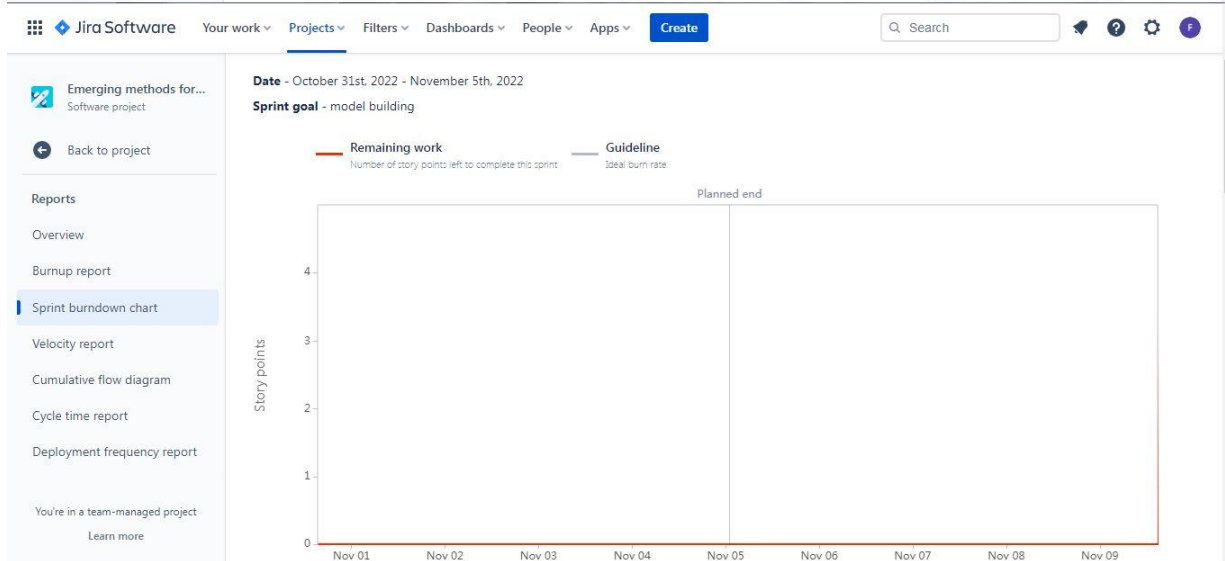 Jira Software Your work Projects Filters Dashboards People Apps Create Search F
Emerging methods for...
Software project
Back to project
Reports
Overview
Burnup report
Sprint burndown chart
Velocity report
Cumulative flow diagram
Cycle time report
Deployment frequency report
You're in a team-managed project
Learn more
Date - October 31st, 2022 - November 5th, 2022
Sprint goal - model building
Remaining work
Number of story points left to complete this sprint
Guideline
Ideal burn rate
Planned end
Story points
4
3
2
1
0
Nov 01 Nov 02 Nov 03 Nov 04 Nov 05 Nov 06 Nov 07 Nov 08 Nov 09